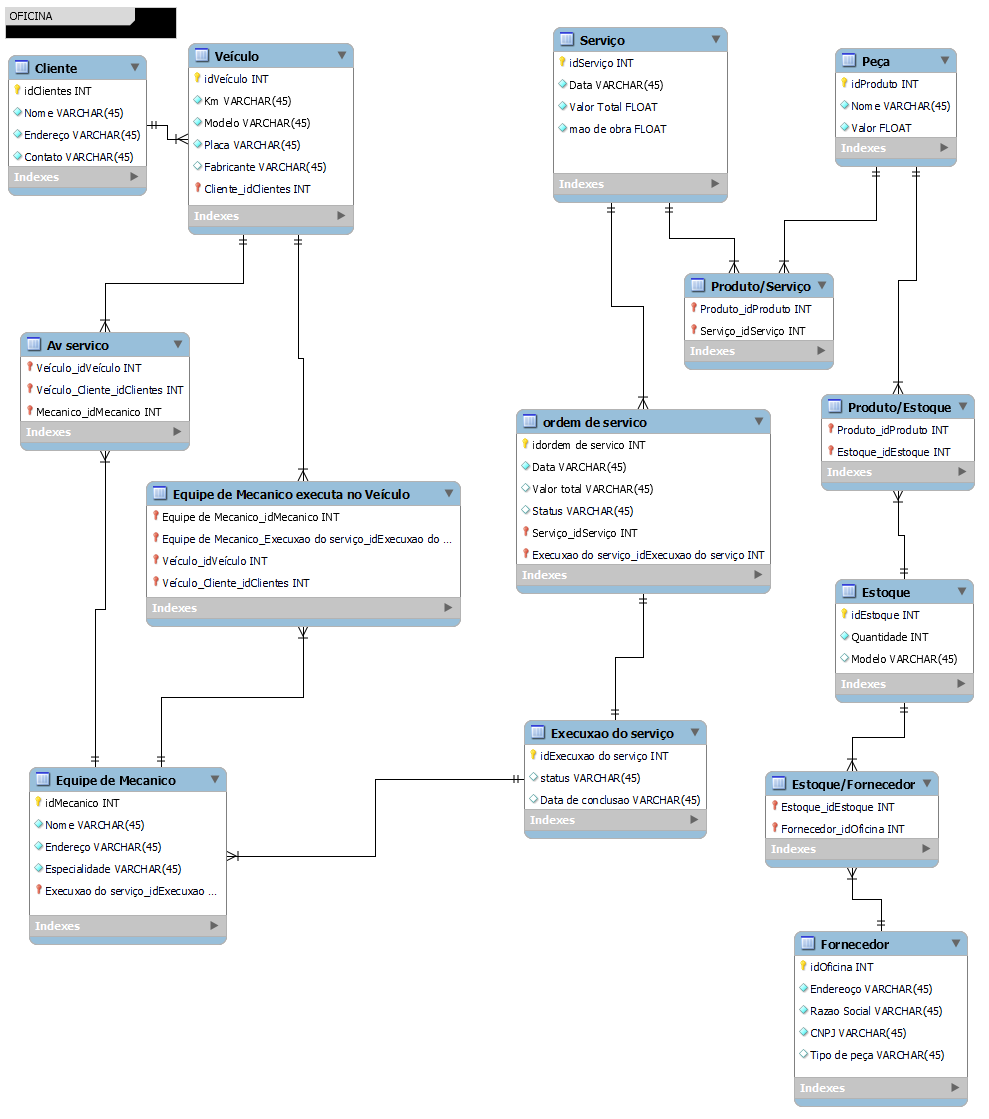 OFICINA
Cliente
idClientes INT
Nome VARCHAR(45)
Endereço VARCHAR(45)
Contato VARCHAR(45)
Indexes
Veículo
idVeículo INT
Km VARCHAR(45)
Modelo VARCHAR(45)
Placa VARCHAR(45)
Fabricante VARCHAR(45)
Cliente_idClientes INT
Indexes
Serviço
idServiço INT
Data VARCHAR(45)
Valor Total FLOAT
mao de obra FLOAT
Indexes
Peça
idProduto INT
Nome VARCHAR(45)
Valor FLOAT
Indexes
Produto/Serviço
Produto_idProduto INT
Serviço_idServiço INT
Indexes
Av servico
Veículo_idVeículo INT
Veículo_Cliente_idClientes INT
Mecanico_idMecanico INT
Indexes
Equipe de Mecanico executa no Veículo
Equipe de Mecanico_idMecanico INT
Equipe de Mecanico_Execuxao do serviço_idExecuxao do ...
Veículo_idVeículo INT
Veículo_Cliente_idClientes INT
Indexes
ordem de servico
idordem de servico INT
Data VARCHAR(45)
Valor total VARCHAR(45)
Status VARCHAR(45)
Serviço_idServiço INT
Execuxao do serviço_idExecuxao do serviço INT
Indexes
Produto/Estoque
Produto_idProduto INT
Estoque_idEstoque INT
Indexes
Estoque
idEstoque INT
Quantidade INT
Modelo VARCHAR(45)
Indexes
Equipe de Mecanico
idMecanico INT
Nome VARCHAR(45)
Endereço VARCHAR(45)
Especialidade VARCHAR(45)
Execuxao do serviço_idExecuxao ...
Indexes
Execuxao do serviço
idExecuxao do serviço INT
status VARCHAR(45)
Data de conclusao VARCHAR(45)
Indexes
Estoque/Fornecedor
Estoque_idEstoque INT
Fornecedor_idOficina INT
Indexes
Fornecedor
idOficina INT
Endereoço VARCHAR(45)
Razao Social VARCHAR(45)
CNPJ VARCHAR(45)
Tipo de peça VARCHAR(45)
Indexes